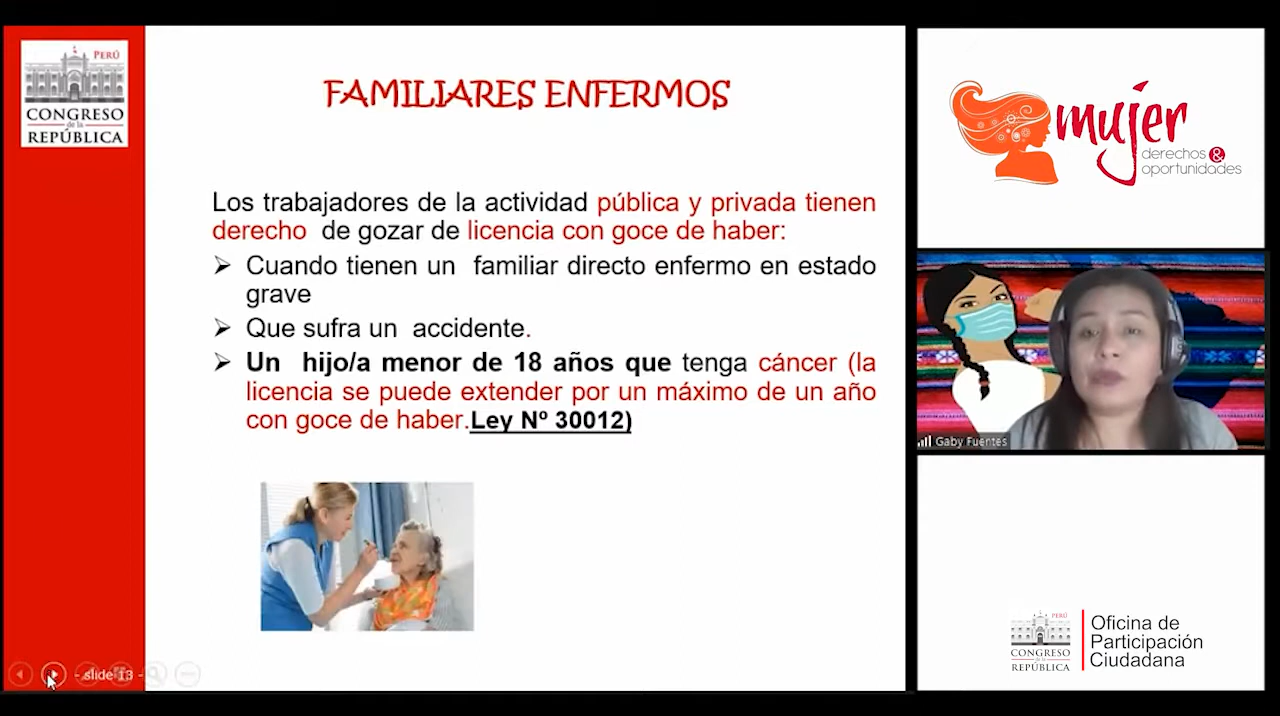 PERÚ
CONGRESO
de la
REPÚBLICA
FAMILIARES ENFERMOS
Los trabajadores de la actividad pública y privada tienen
derecho de gozar de licencia con goce de haber:
➢ Cuando tienen un familiar directo enfermo en estado
grave
➢ Que sufra un accidente.
➢ Un hijo/a menor de 18 años que tenga cáncer (la
licencia se puede extender por un máximo de un año
con goce de haber.Ley Nº 30012)
- slide 13 -
mujer
derechos &
oportunidades
Gaby Fuentes
PERÚ
CONGRESO
de la
REPÚBLICA
Oficina de
Participación
Ciudadana